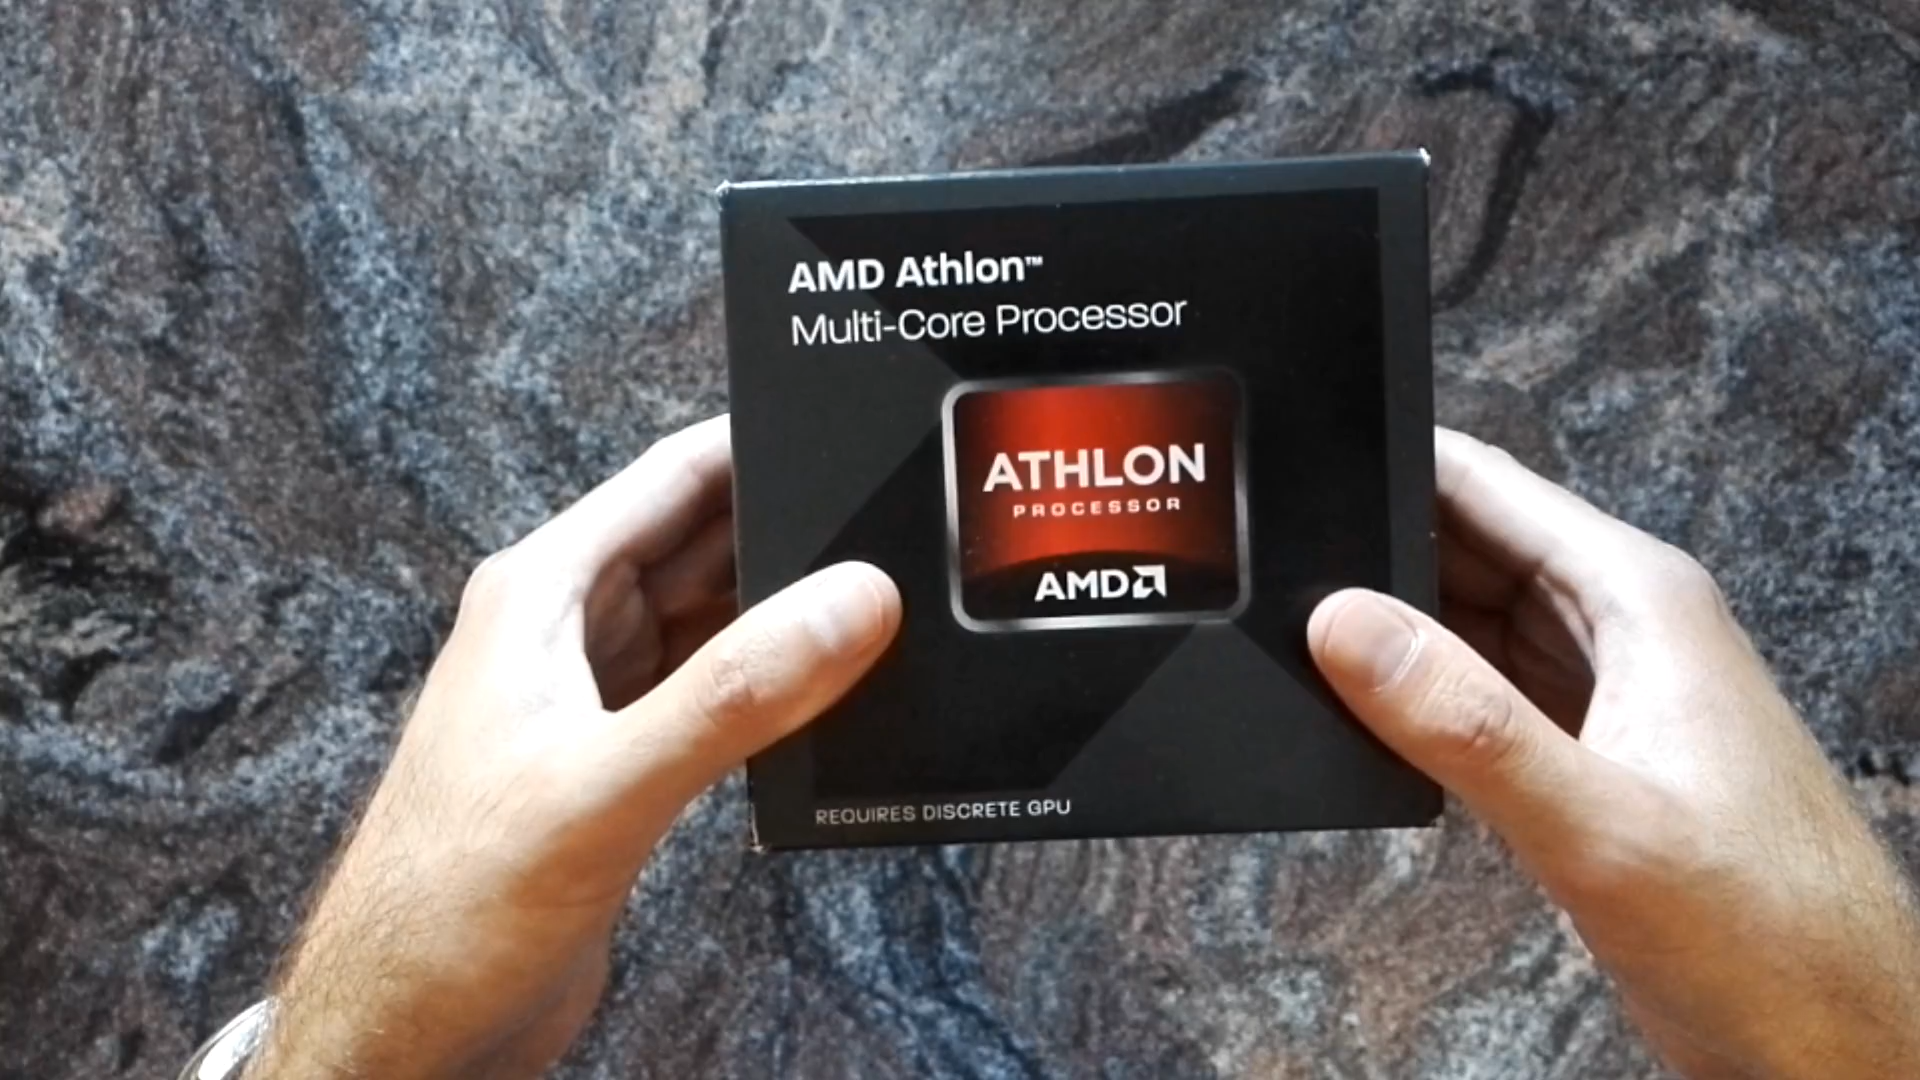 AMD Athlon™
Multi-Core Processor
ATHLON
PROCESSOR
AMD
REQUIRES DISCRETE GPU